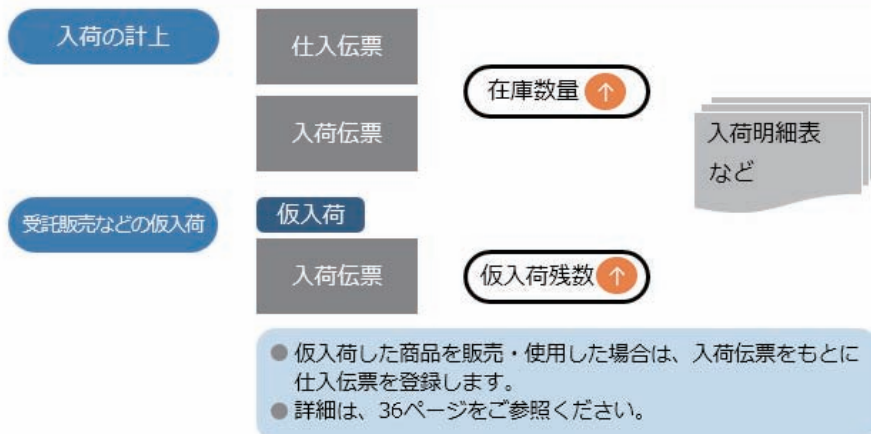 入荷の計上
仕入伝票
入荷伝票
在庫数量 ↑
入荷明細表
など
受託販売などの仮入荷
仮入荷
入荷伝票
仮入荷残数 ↑
● 仮入荷した商品を販売・使用した場合は、入荷伝票をもとに
仕入伝票を登録します。
● 詳細は、36ページをご参照ください。